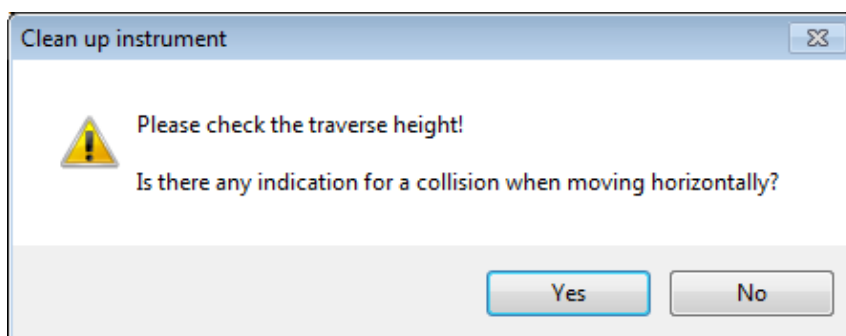 Clean up instrument
Please check the traverse height!
Is there any indication for a collision when moving horizontally?
Yes
No